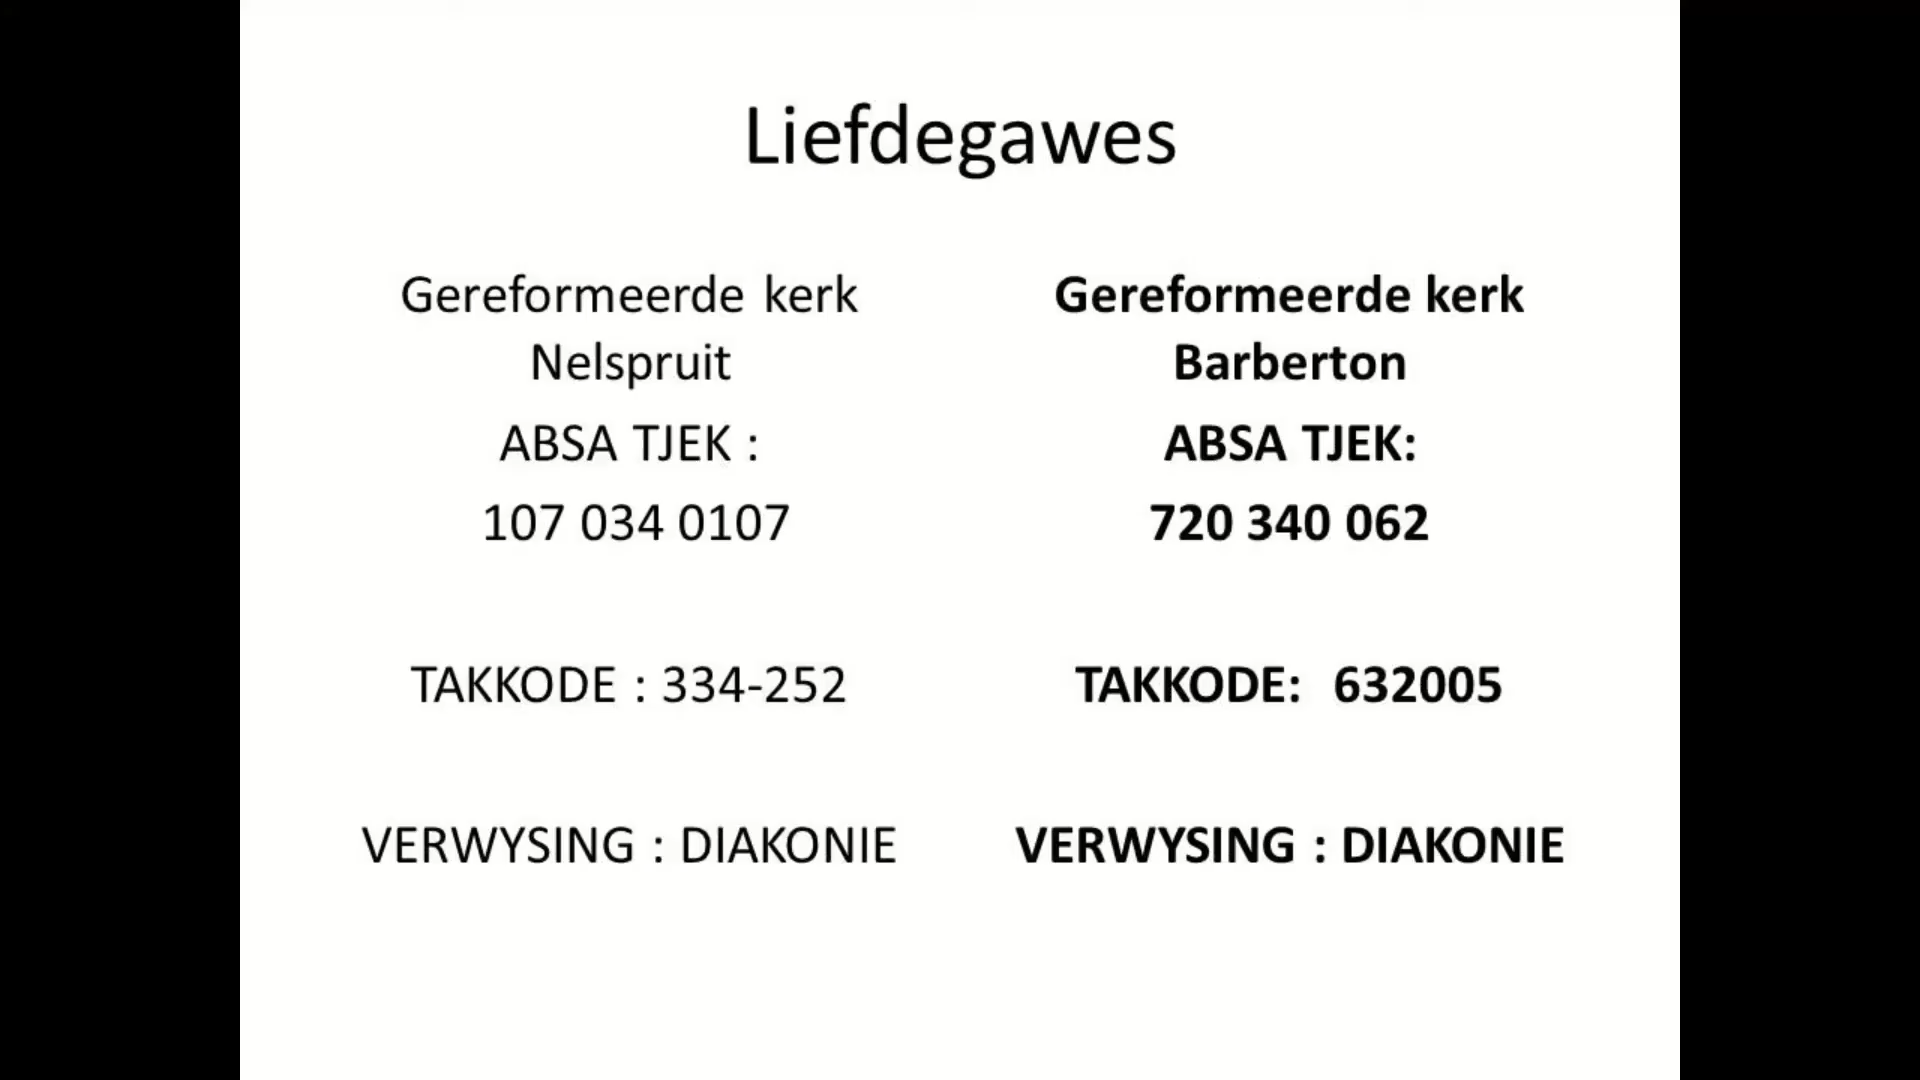 Liefdegawes
Gereformeerde kerk
Nelspruit
ABSA TJEK :
107 034 0107
TAKKODE : 334-252
VERWYSING : DIAKONIE
Gereformeerde kerk
Barberton
ABSA TJEK:
720 340 062
TAKKODE: 632005
VERWYSING : DIAKONIE